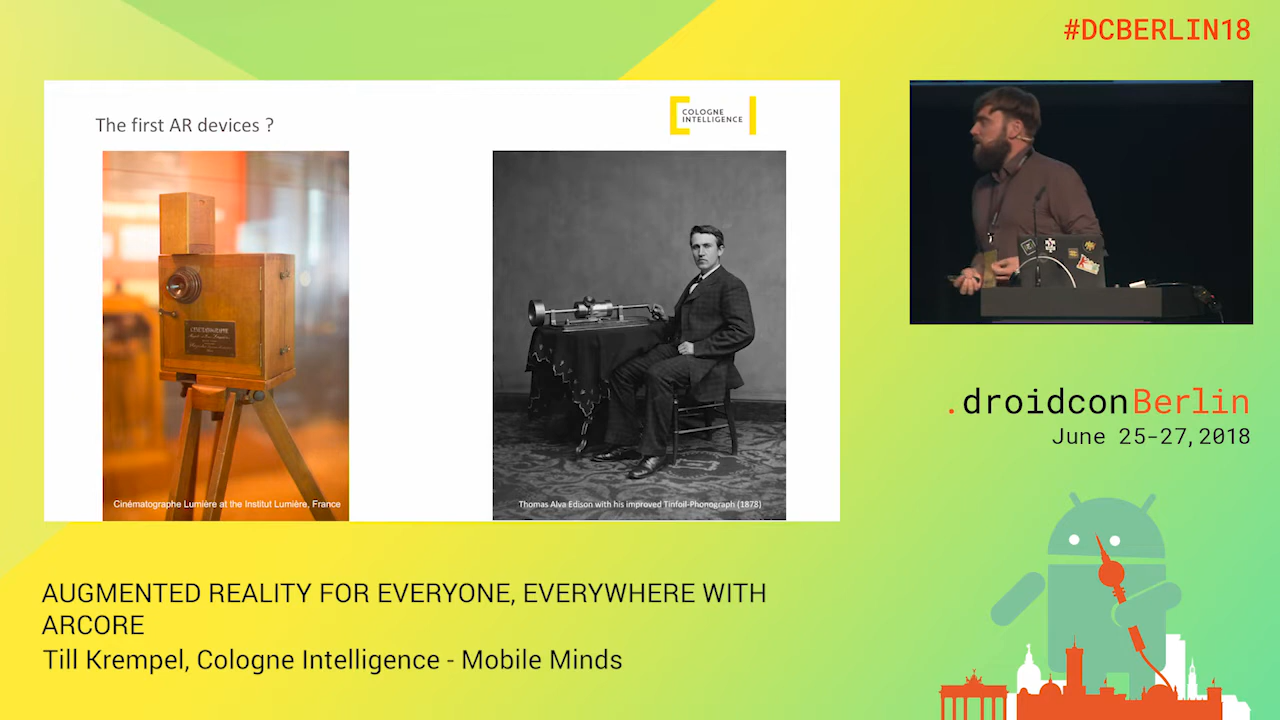 #DCBERLIN18
The first AR devices ?
COLOGNE
INTELLIGENCE
CINÉMATOGRAPHE
Cinématographe Lumière at the Institut Lumière, France
Thomas Alva Edison with his improved Tinfoil-Phonograph (1878)
.droidconBerlin
June 25-27, 2018
AUGMENTED REALITY FOR EVERYONE, EVERYWHERE WITH
ARCORE
Till Krempel, Cologne Intelligence - Mobile Minds